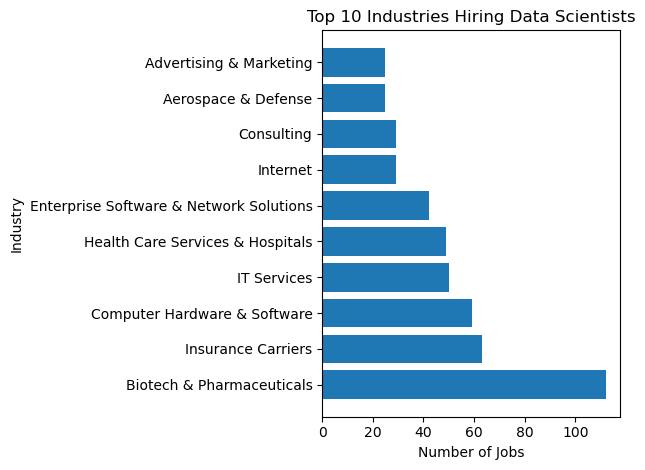 Top 10 Industries Hiring Data Scientists
Advertising & Marketing
Aerospace & Defense
Consulting
Internet
Enterprise Software & Network Solutions
Health Care Services & Hospitals
IT Services
Computer Hardware & Software
Insurance Carriers
Biotech & Pharmaceuticals
Industry
0 20 40 60 80 100
Number of Jobs